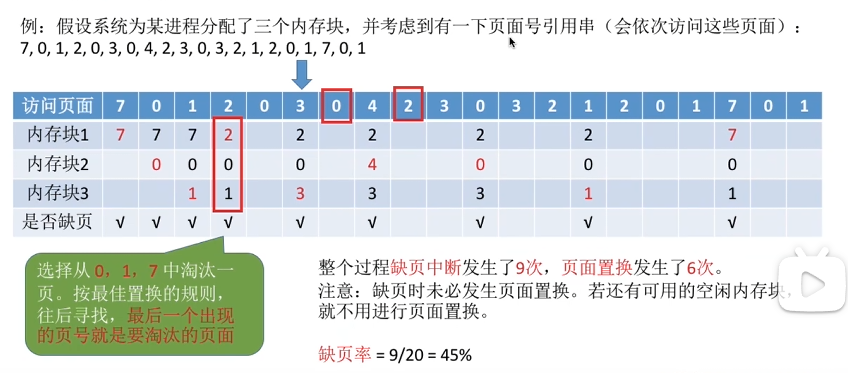 例：假设系统为某进程分配了三个内存块，并考虑到有一下页面号引用串（会依次访问这些页面）：
7, 0, 1, 2, 0, 3, 0, 4, 2, 3, 0, 3, 2, 1, 2, 0, 1, 7, 0, 1
访问页面 7 0 1 2 0 3 0 4 2 3 0 3 2 1 2 0 1 7 0 1
内存块1 7 7 7 2 2 2 2 2 7
内存块2 0 0 0 0 4 0 0 0
内存块3 1 1 3 3 3 1 1
是否缺页 √ √ √ √ √ √ √ √ √
选择从 0，1，7 中淘汰一
页。按最佳置换的规则，
往后寻找，最后一个出现
的页号就是要淘汰的页面
整个过程缺页中断发生了9次，页面置换发生了6次。
注意：缺页时未必发生页面置换。若还有可用的空闲内存块，
就不用进行页面置换。
缺页率 = 9/20 = 45%